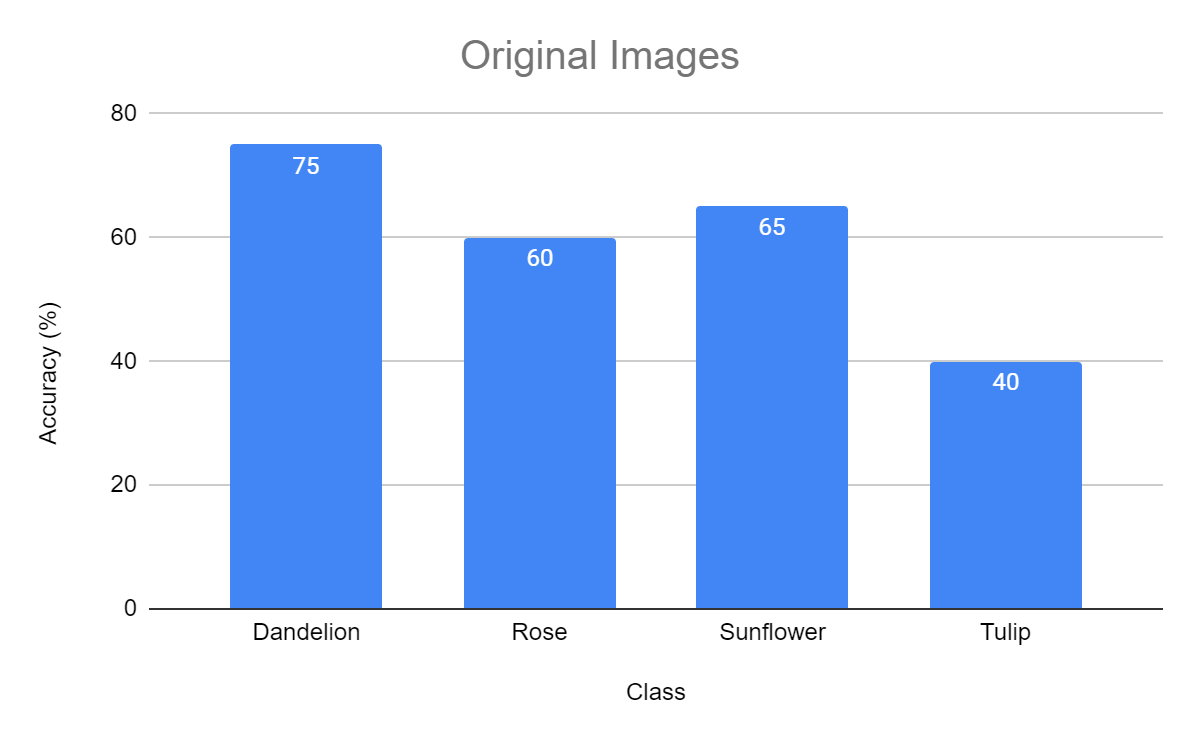 Original Images
80
60
40
20
0
Accuracy (%)
75
60
65
40
Dandelion
Rose
Sunflower
Tulip
Class